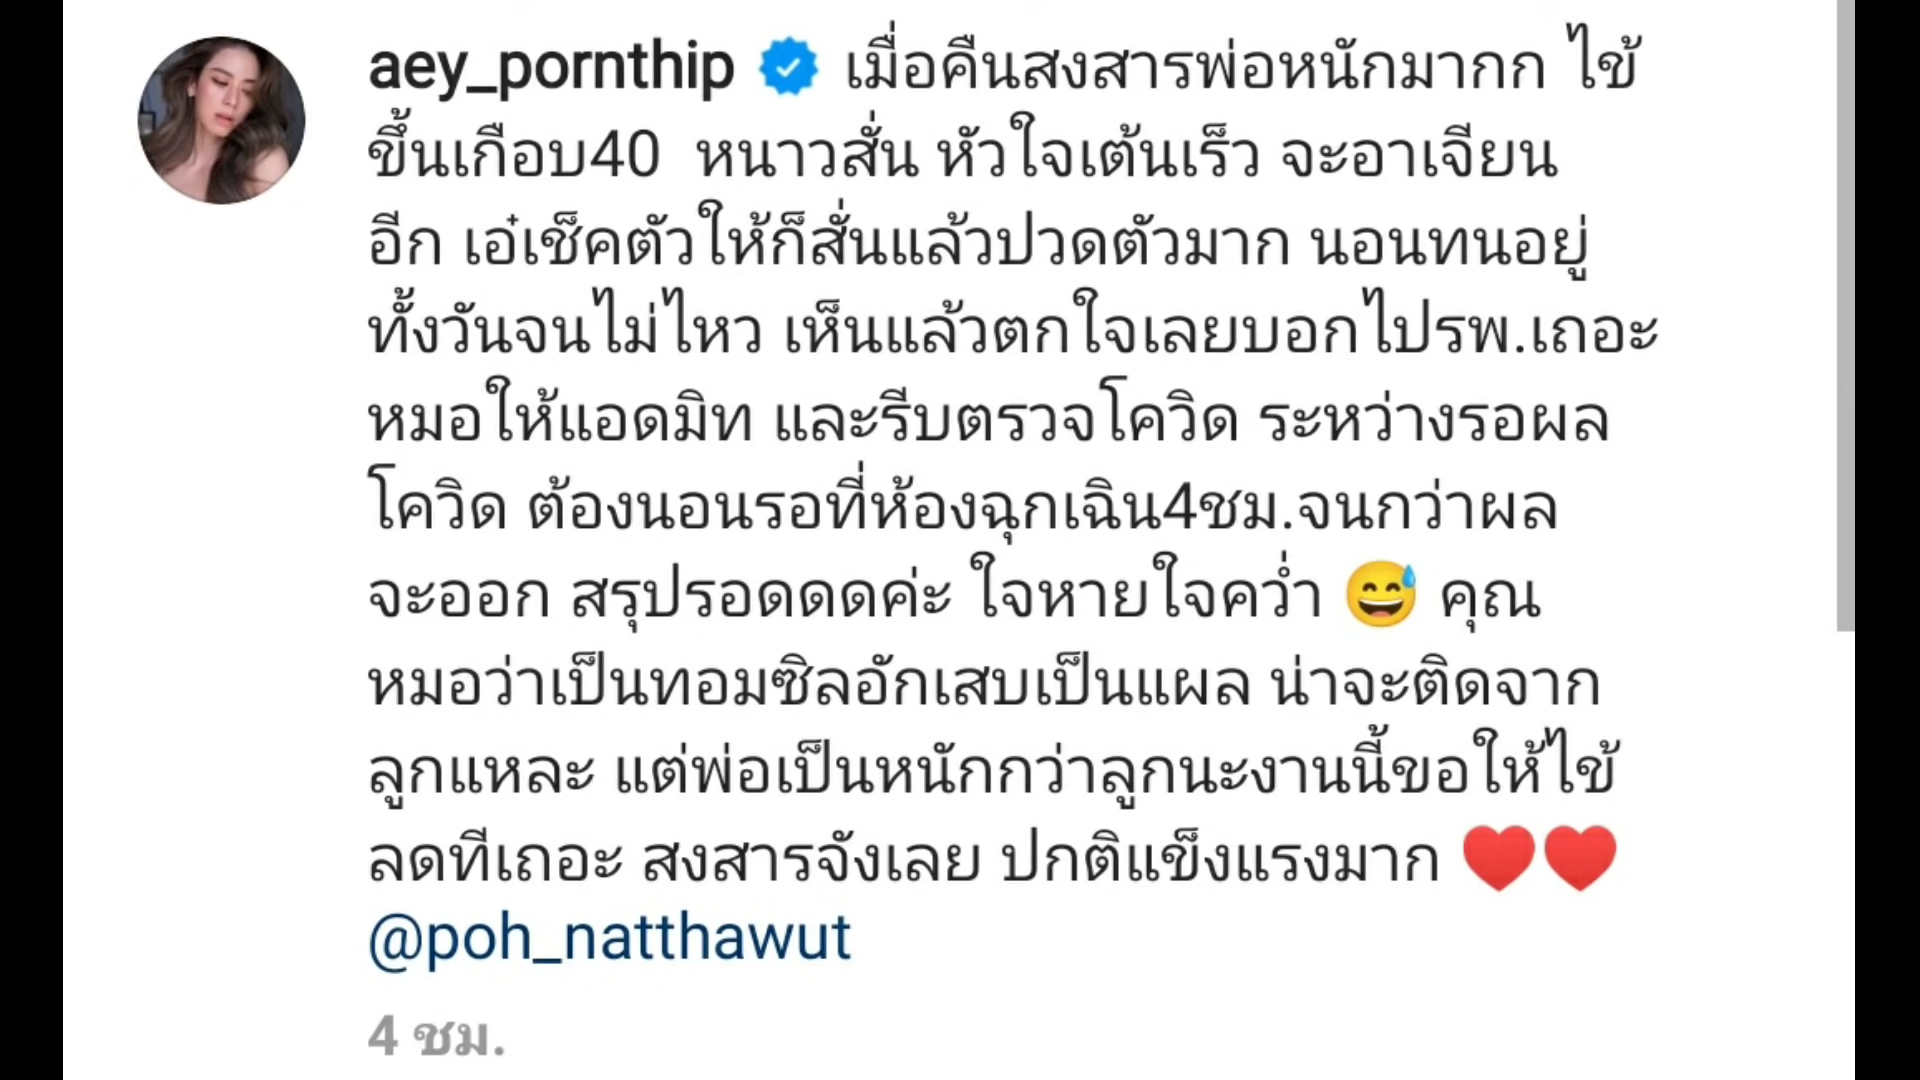 aey_pornthip เมื่อคืนสงสารพ่อหนักมากก ไข้
ขึ้นเกือบ40 หนาวสั่น หัวใจเต้นเร็ว จะอาเจียน
อีก เอ๋เช็คตัวให้ก็สั่นแล้วปวดตัวมาก นอนทนอยู่
ทั้งวันจนไม่ไหว เห็นแล้วตกใจเลยบอกไปรพ.เถอะ
หมอให้แอดมิท และรีบตรวจโควิด ระหว่างรอผล
โควิด ต้องนอนรอที่ห้องฉุกเฉิน4ชม.จนกว่าผล
จะออก สรุปรอดดดค่ะ ใจหายใจคว่ำ 😅 คุณ
หมอว่าเป็นทอมซิลอักเสบเป็นแผล น่าจะติดจาก
ลูกแหละ แต่พ่อเป็นหนักกว่าลูกนะงานนี้ขอให้ไข้
ลดทีเถอะ สงสารจังเลย ปกติแข็งแรงมาก ♥️♥️
@poh_natthawut
4 ชม.